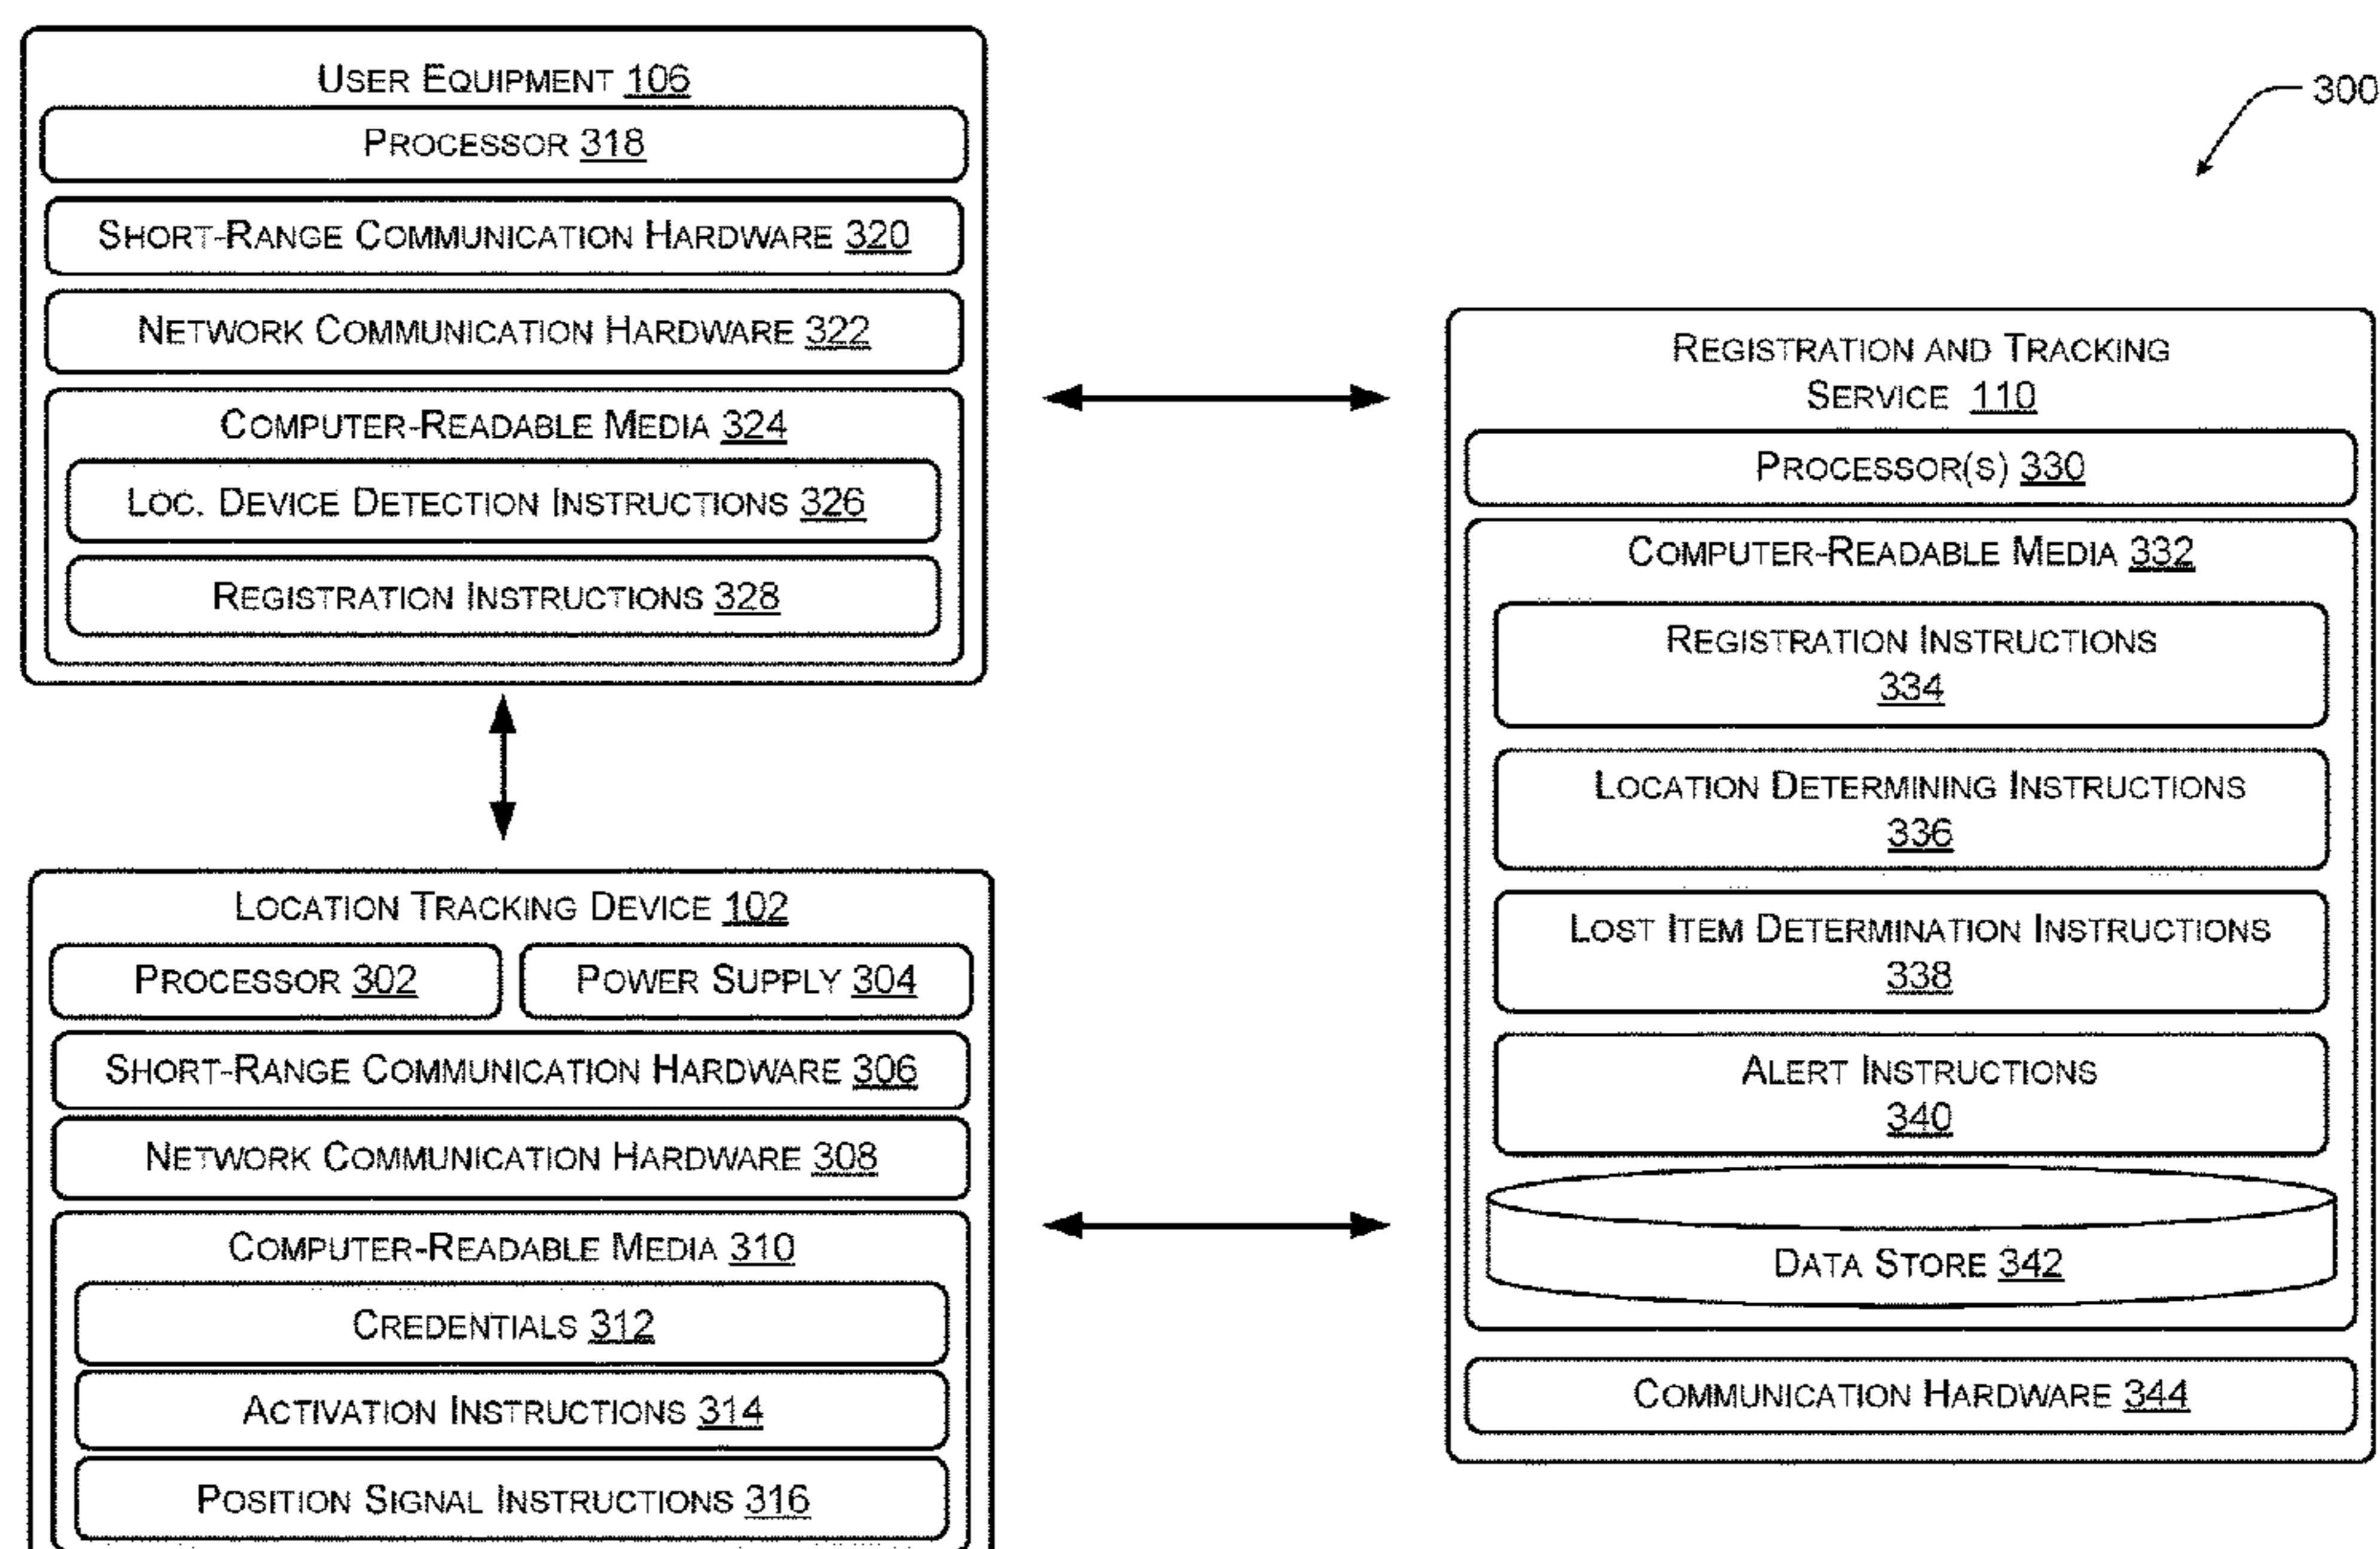 USER EQUIPMENT 106
PROCESSOR 318
SHORT-RANGE COMMUNICATION HARDWARE 320
NETWORK COMMUNICATION HARDWARE 322
COMPUTER-READABLE MEDIA 324
LOC. DEVICE DETECTION INSTRUCTIONS 326
REGISTRATION INSTRUCTIONS 328
LOCATION TRACKING DEVICE 102
PROCESSOR 302
POWER SUPPLY 304
SHORT-RANGE COMMUNICATION HARDWARE 306
NETWORK COMMUNICATION HARDWARE 308
COMPUTER-READABLE MEDIA 310
CREDENTIALS 312
ACTIVATION INSTRUCTIONS 314
POSITION SIGNAL INSTRUCTIONS 316
300
REGISTRATION AND TRACKING
SERVICE 110
PROCESSOR(S) 330
COMPUTER-READABLE MEDIA 332
REGISTRATION INSTRUCTIONS
334
LOCATION DETERMINING INSTRUCTIONS
336
LOST ITEM DETERMINATION INSTRUCTIONS
338
ALERT INSTRUCTIONS
340
DATA STORE 342
COMMUNICATION HARDWARE 344